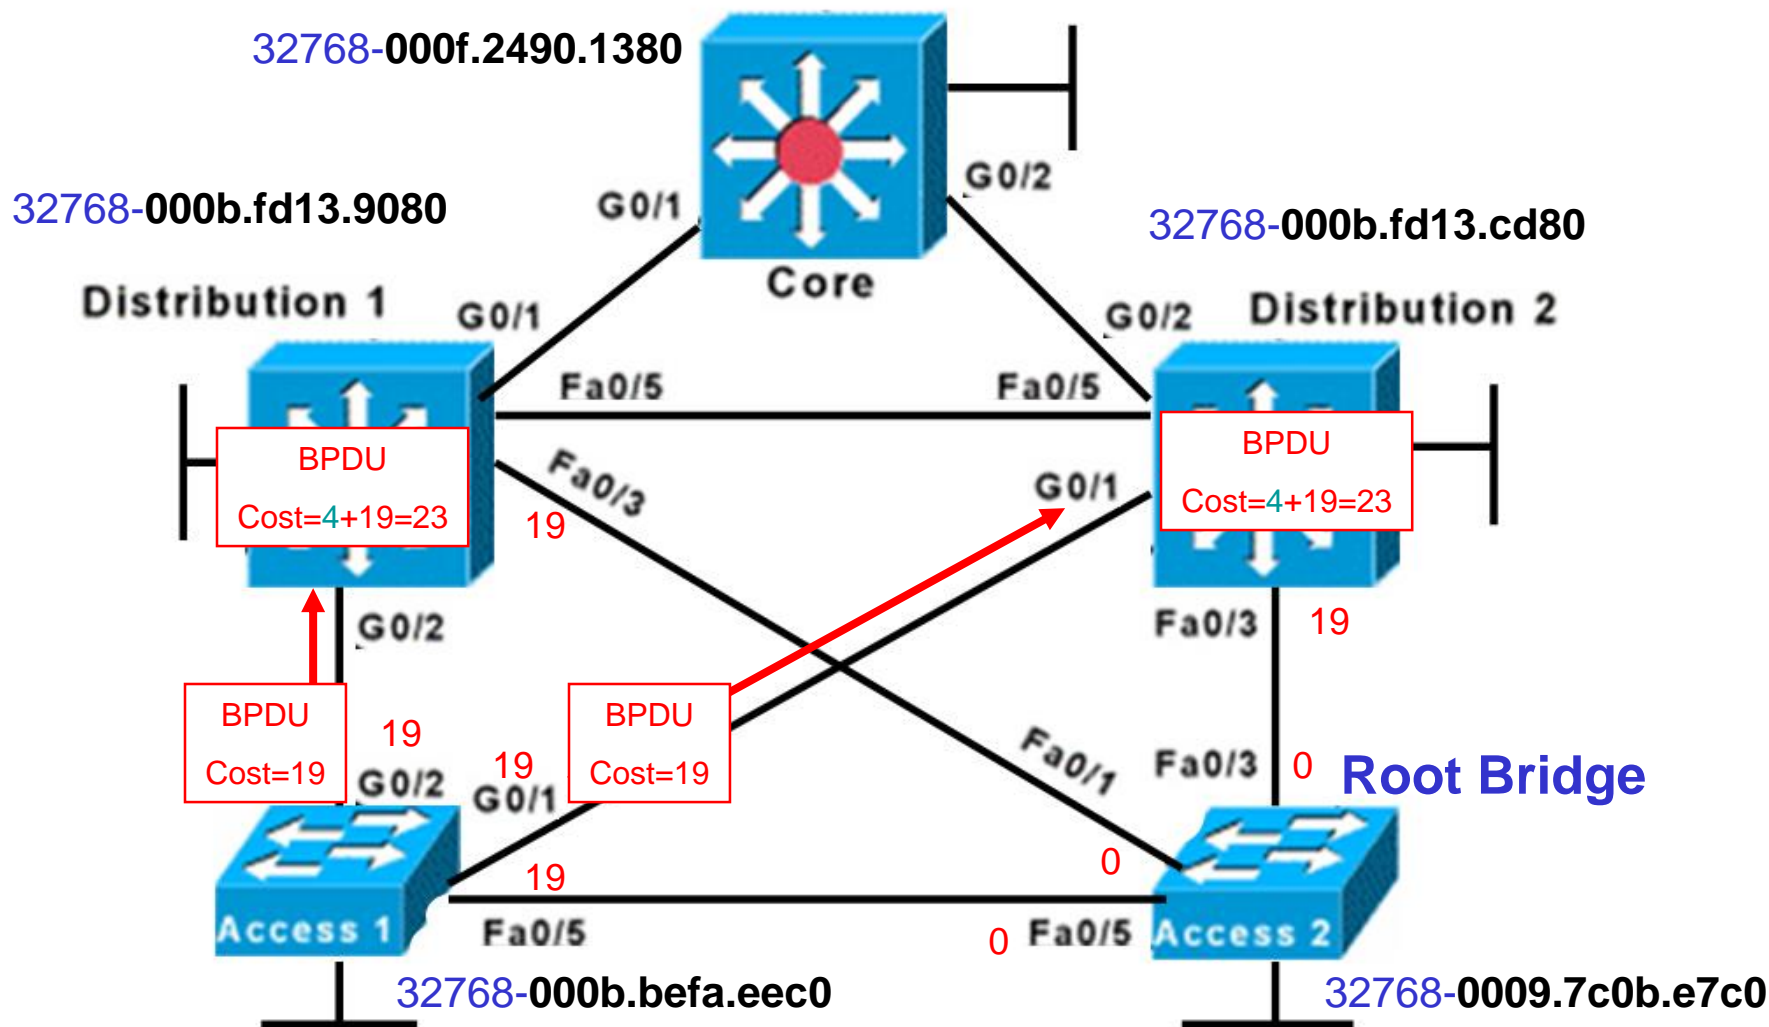 32768-000f.2490.1380
G0/2
32768-000b.fd13.9080
G0/1
32768-000b.fd13.cd80
Core
Distribution 1
G0/1
G0/2
Distribution 2
Fa0/5
Fa0/5
BPDU
Cost=4+19=23
BPDU
Cost=4+19=23
Fa0/3
19
G0/1
G0/2
Fa0/3
19
BPDU
Cost=19
BPDU
Cost=19
19
19
G0/2
G0/1
Fa0/1
Fa0/3
0
Root Bridge
19
0
Access 1
Fa0/5
0
Fa0/5
Access 2
32768-000b.befa.eec0
32768-0009.7c0b.e7c0